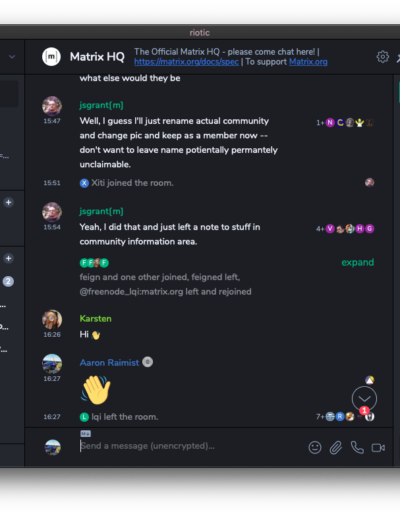 riotic
[m] Matrix HQ The Official Matrix HQ - please come chat here! |
https://matrix.org/docs/spec | To support Matrix.org
what else would they be
jsgrant[m]
15:47 Well, I guess I'll just rename actual community
and change pic and keep as a member now --
don't want to leave name potientally permantely
unclaimable.
1+ N C
15:51 X Xiti joined the room.
jsgrant[m]
15:54 Yeah, I did that and just left a note to stuff in
community information area.
4+ V H G
F F F
expand
feign and one other joined, feigned left,
@freenode_lqi:matrix.org left and rejoined
Karsten
16:26 Hi 👋
Aaron Raimist
16:27 👋
1
16:27 L lqi left the room. 7+ R
Send a message (unencrypted)...
2